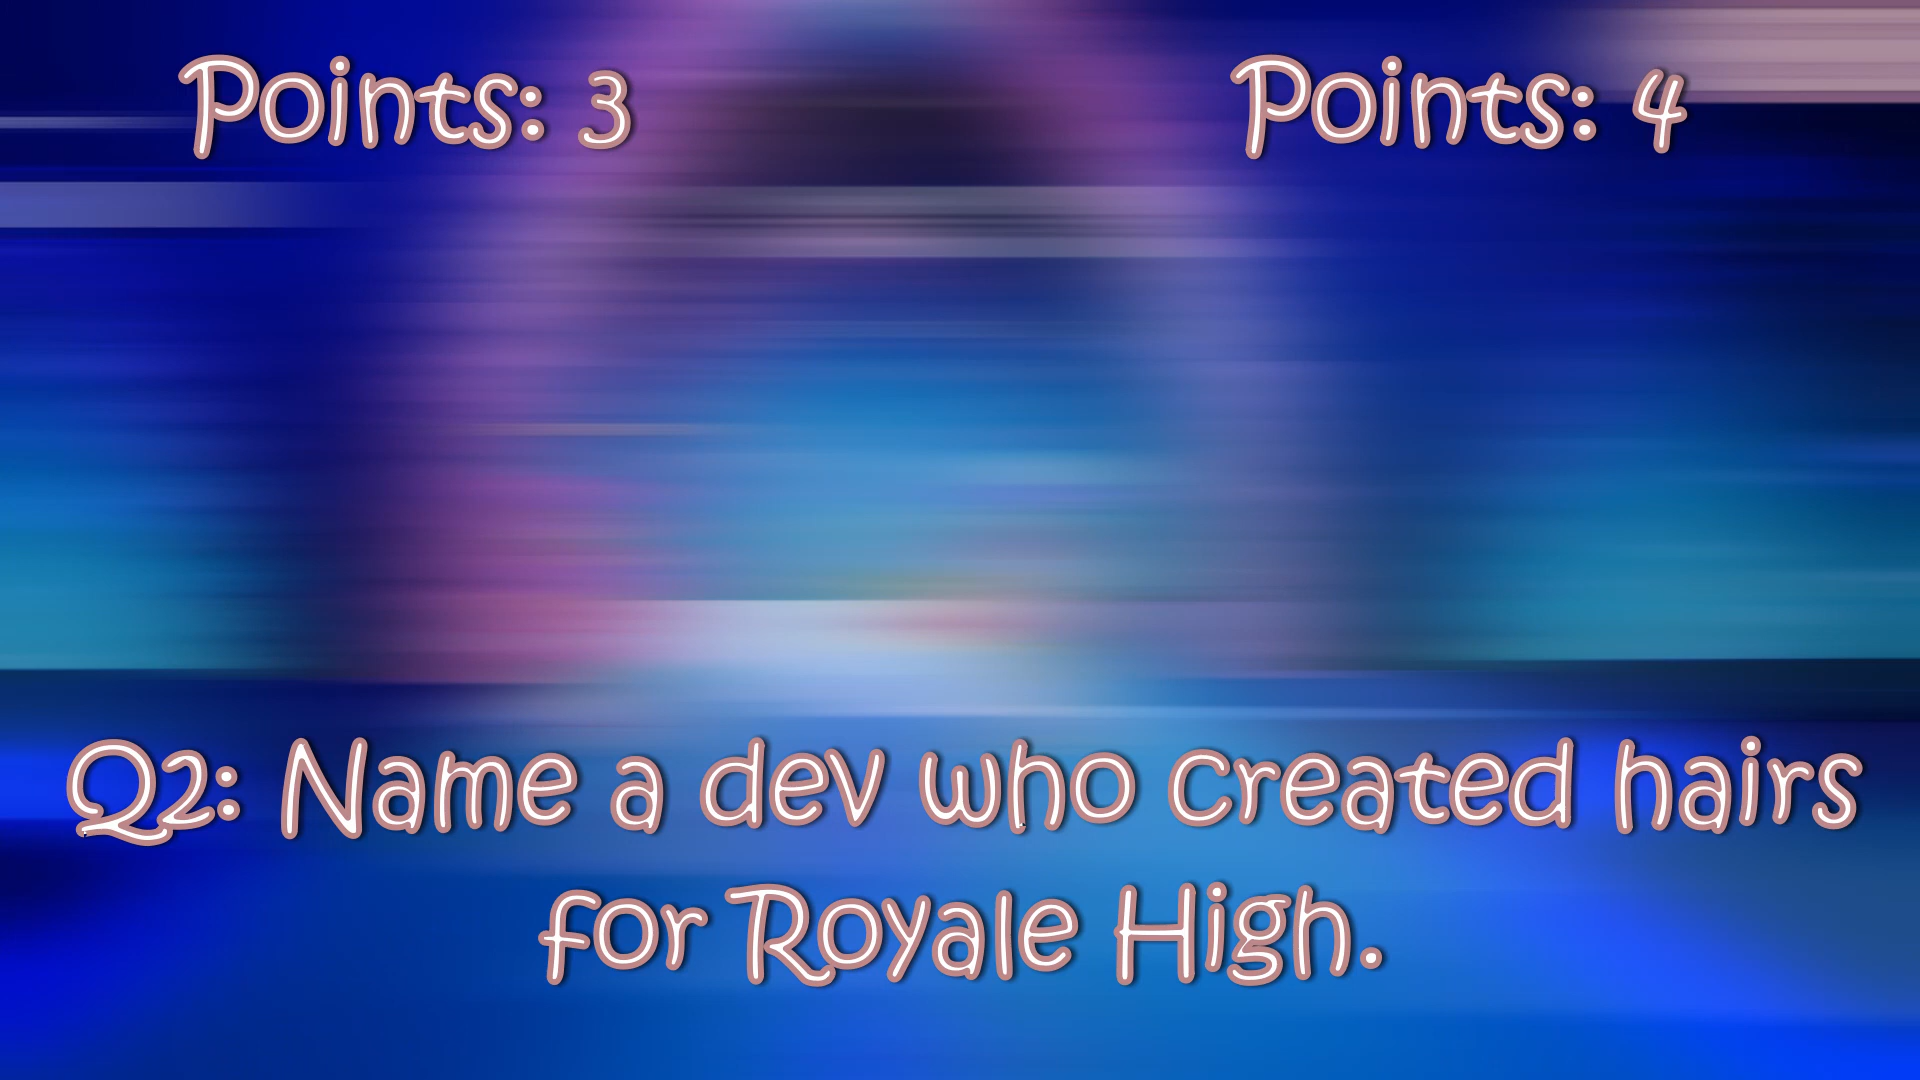 Points: 3
Points: 4
Q2: Name a dev who created hairs
for Royale High.